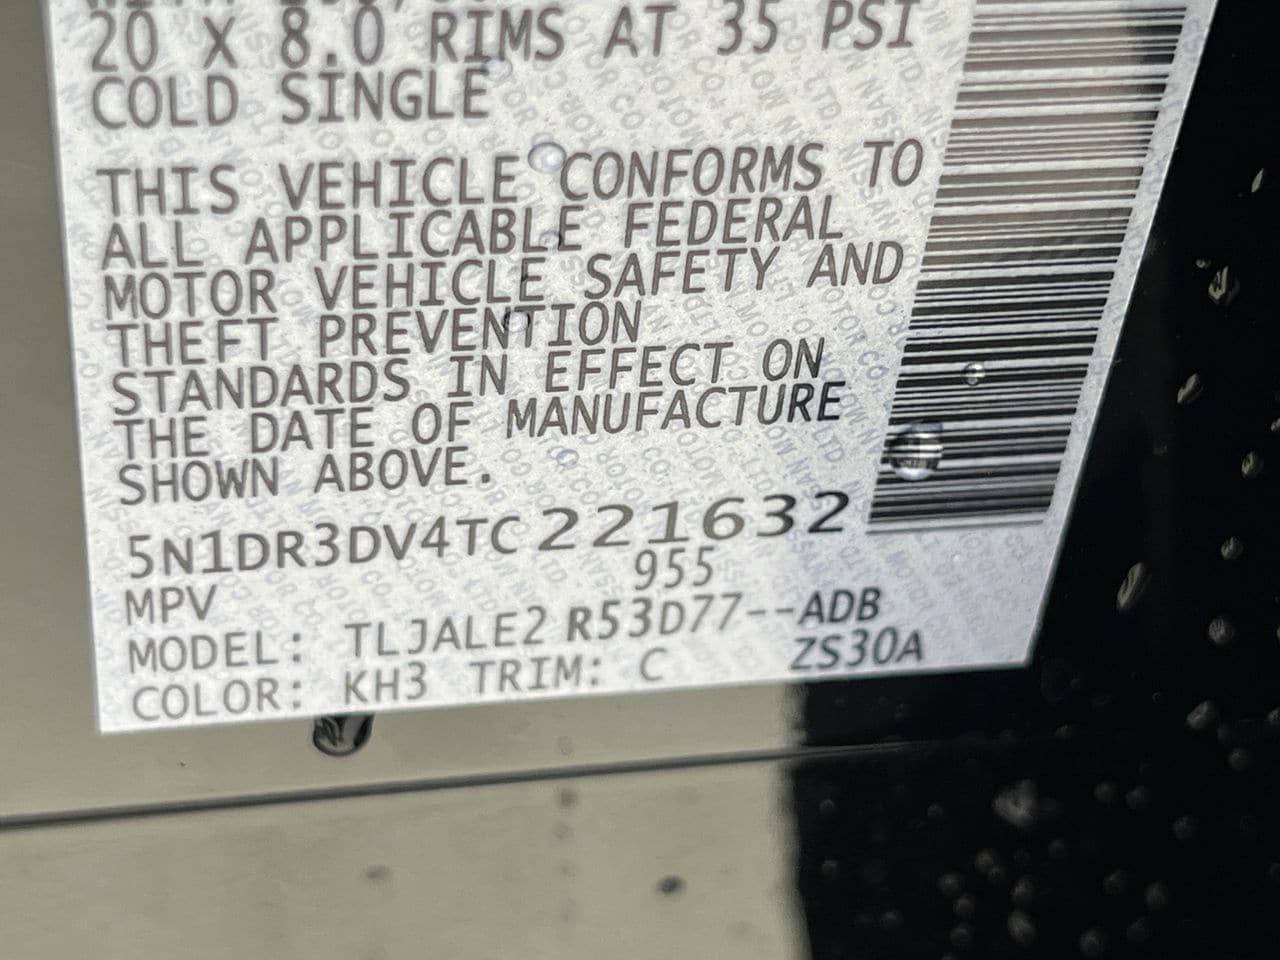 20 X 8.0 RIMS AT 35 PSI
COLD SINGLE
THIS VEHICLE CONFORMS TO
ALL APPLICABLE FEDERAL
MOTOR VEHICLE SAFETY AND
THEFT PREVENTION
STANDARDS IN EFFECT ON
THE DATE OF MANUFACTURE
SHOWN ABOVE.
5N1DR3DV4TC221632
955
MPV
MODEL: TLJALE2 R53D77--ADB
COLOR: KH3 TRIM: C ZS30A